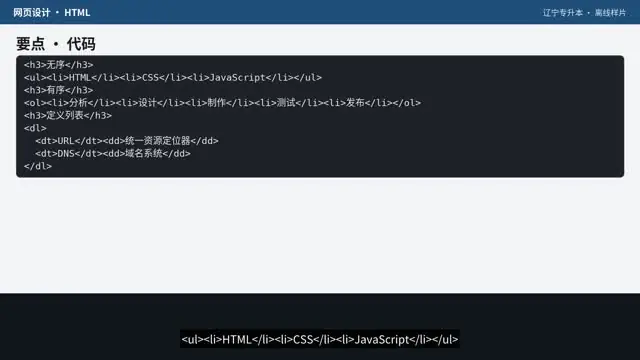 网页设计 • HTML
辽宁专升本 • 离线样片
要点 • 代码
<h3>无序</h3>
<ul><li>HTML</li><li>CSS</li><li>JavaScript</li></ul>
<h3>有序</h3>
<ol><li>分析</li><li>设计</li><li>制作</li><li>测试</li><li>发布</li></ol>
<h3>定义列表</h3>
<dl>
  <dt>URL</dt><dd>统一资源定位器</dd>
  <dt>DNS</dt><dd>域名系统</dd>
</dl>
<ul><li>HTML</li><li>CSS</li><li>JavaScript</li></ul>